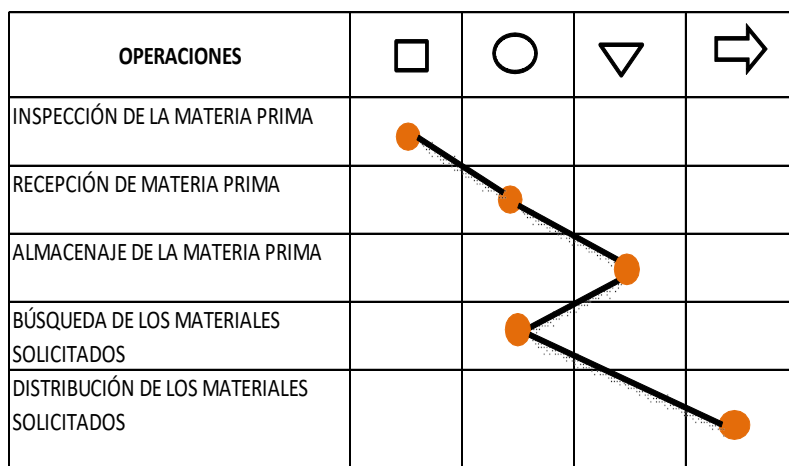 OPERACIONES
INSPECCIÓN DE LA MATERIA PRIMA
RECEPCIÓN DE MATERIA PRIMA
ALMACENAJE DE LA MATERIA PRIMA
BÚSQUEDA DE LOS MATERIALES
SOLICITADOS
DISTRIBUCIÓN DE LOS MATERIALES
SOLICITADOS